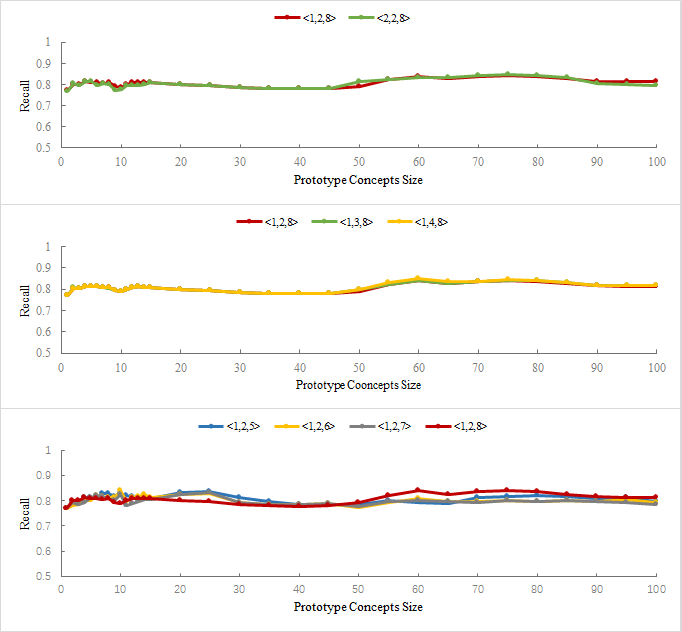 <1,2,8> <2,2,8>
1
0.9
0.8
0.7
0.6
0.5
Recall
0 10 20 30 40 50 60 70 80 90 100
Prototype Concepts Size
<1,2,8> <1,3,8> <1,4,8>
1
0.9
0.8
0.7
0.6
0.5
Recall
0 10 20 30 40 50 60 70 80 90 100
Prototype Cooncepts Size
<1,2,5> <1,2,6> <1,2,7> <1,2,8>
1
0.9
0.8
0.7
0.6
0.5
Recall
0 10 20 30 40 50 60 70 80 90 100
Prototype Concepts Size